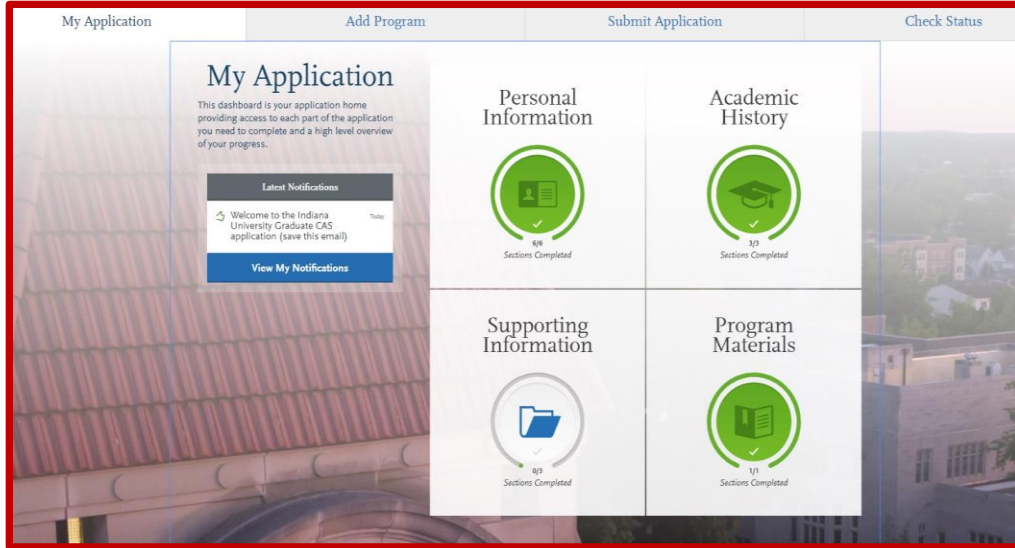 My Application
Add Program
Submit Application
Check Status
My Application
This dashboard is your application home
providing access to each part of the application
you need to complete and a high level overview
of your progress.
Latest Notifications
Welcome to the Indiana
University Graduate CAS
application (save this email)
Today
View My Notifications
Personal
Information
6/6
Sections Completed
Academic
History
3/3
Sections Completed
Supporting
Information
0/3
Sections Completed
Program
Materials
1/1
Sections Completed